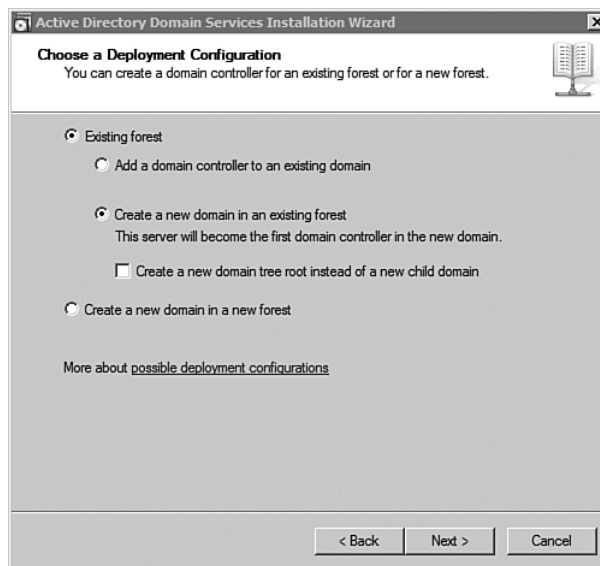 Active Directory Domain Services Installation Wizard
Choose a Deployment Configuration
You can create a domain controller for an existing forest or for a new forest.
Existing forest
Add a domain controller to an existing domain
Create a new domain in an existing forest
This server will become the first domain controller in the new domain.
Create a new domain tree root instead of a new child domain
Create a new domain in a new forest
More about possible deployment configurations
< Back Next > Cancel